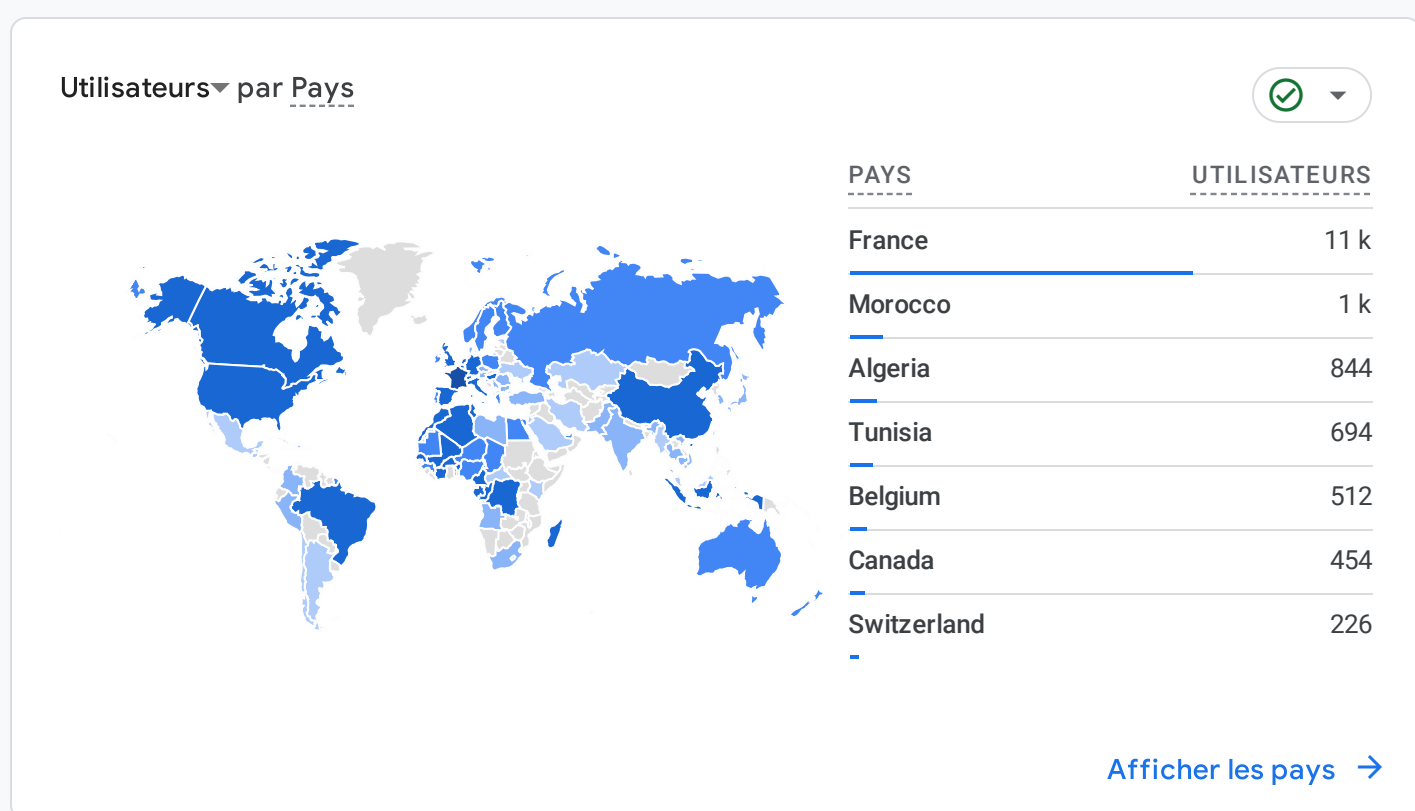 Utilisateurs par Pays
PAYS UTILISATEURS
France 11 k
Morocco 1 k
Algeria 844
Tunisia 694
Belgium 512
Canada 454
Switzerland 226
Afficher les pays